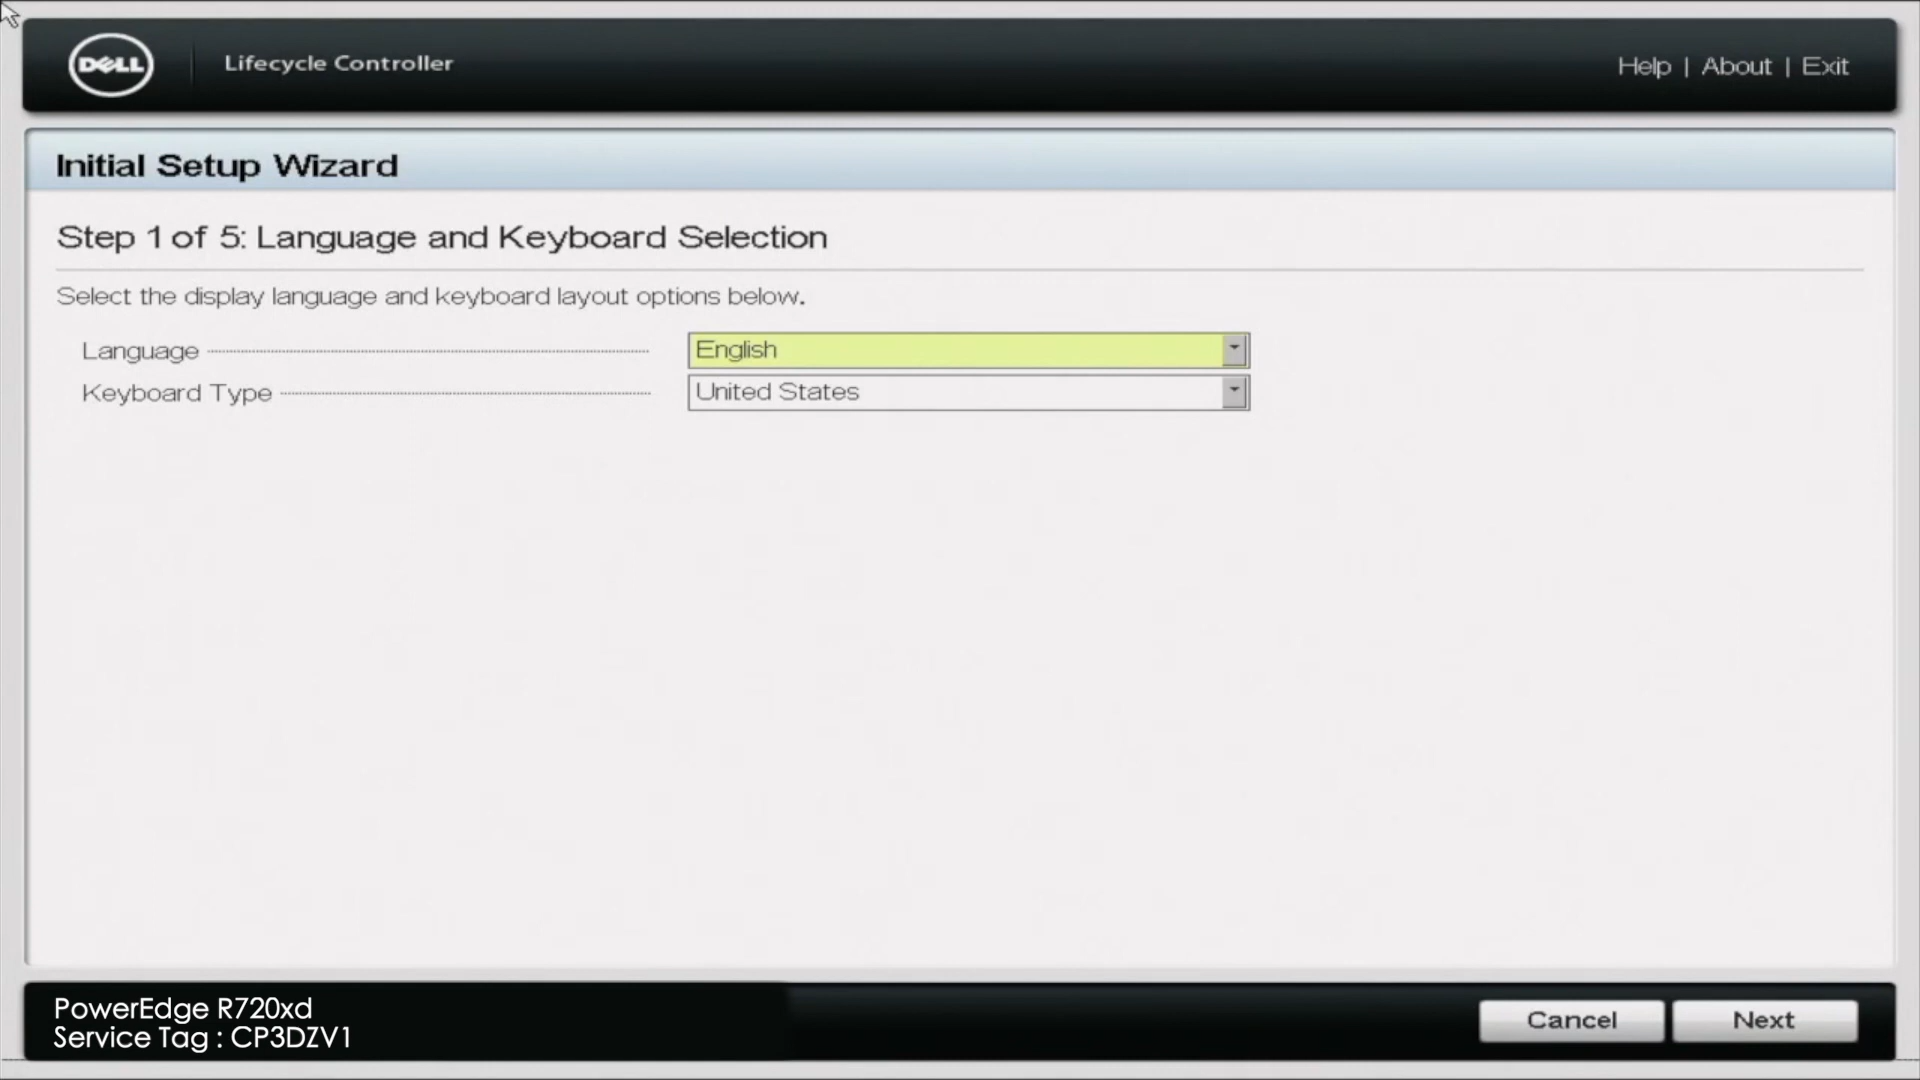 DELL
Lifecycle Controller
Help | About | Exit
Initial Setup Wizard
Step 1 of 5: Language and Keyboard Selection
Select the display language and keyboard layout options below.
Language English
Keyboard Type United States
PowerEdge R720xd
Service Tag : CP3DZV1
Cancel Next